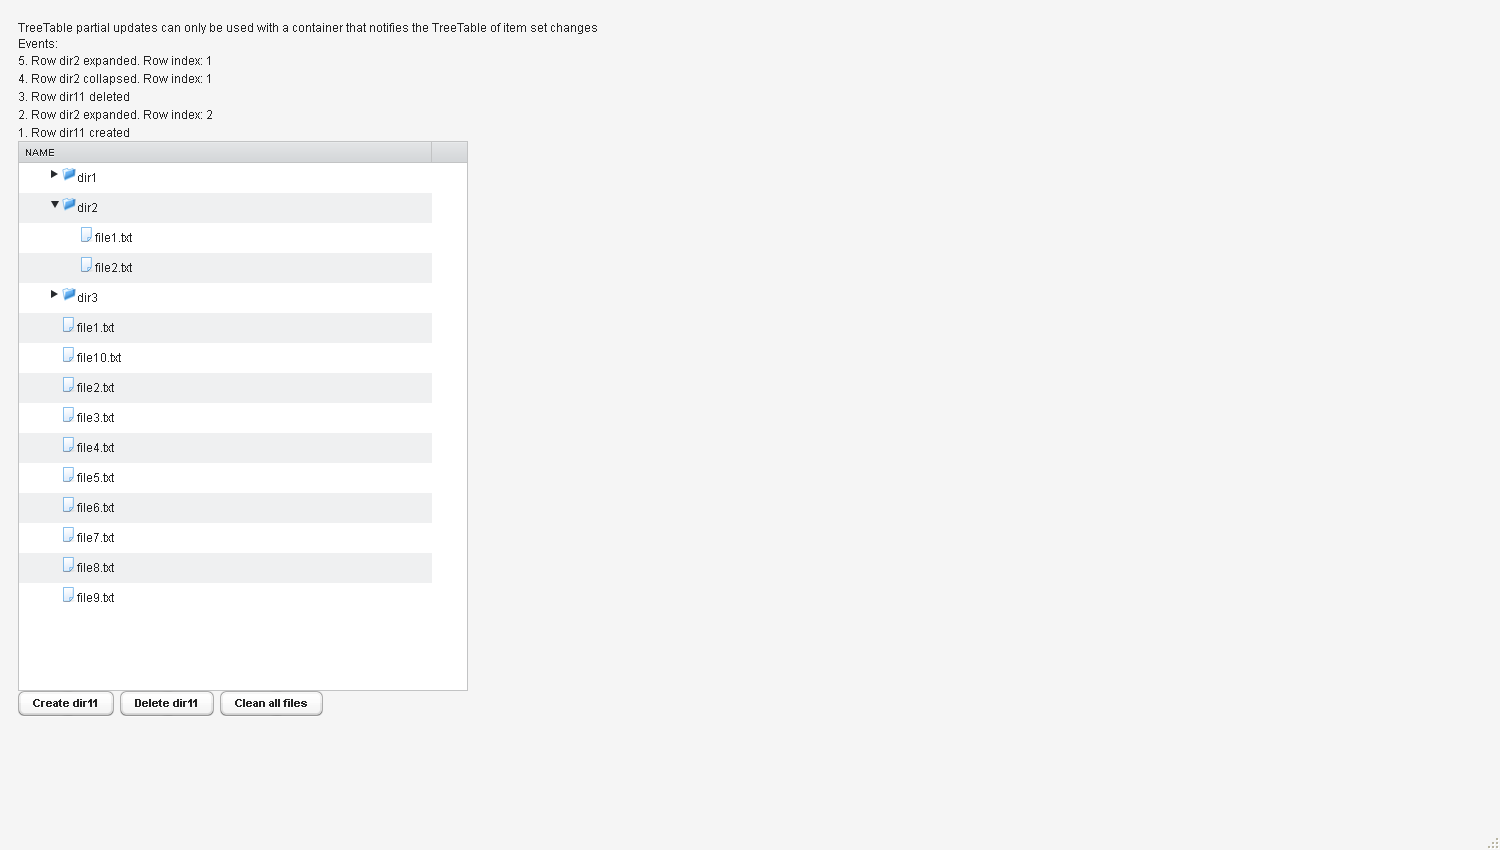 TreeTable partial updates can only be used with a container that notifies the TreeTable of item set changes
Events:
5. Row dir2 expanded. Row index: 1
4. Row dir2 collapsed. Row index: 1
3. Row dir11 deleted
2. Row dir2 expanded. Row index: 2
1. Row dir11 created
NAME
dir1
dir2
file1.txt
file2.txt
dir3
file1.txt
file10.txt
file2.txt
file3.txt
file4.txt
file5.txt
file6.txt
file7.txt
file8.txt
file9.txt
Create dir11 Delete dir11 Clean all files